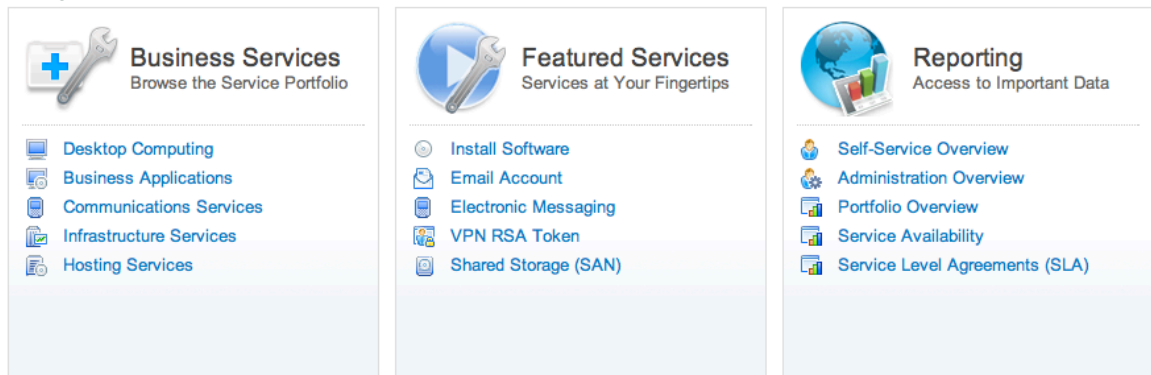 Business Services
Browse the Service Portfolio
Desktop Computing
Business Applications
Communications Services
Infrastructure Services
Hosting Services
Featured Services
Services at Your Fingertips
Install Software
Email Account
Electronic Messaging
VPN RSA Token
Shared Storage (SAN)
Reporting
Access to Important Data
Self-Service Overview
Administration Overview
Portfolio Overview
Service Availability
Service Level Agreements (SLA)